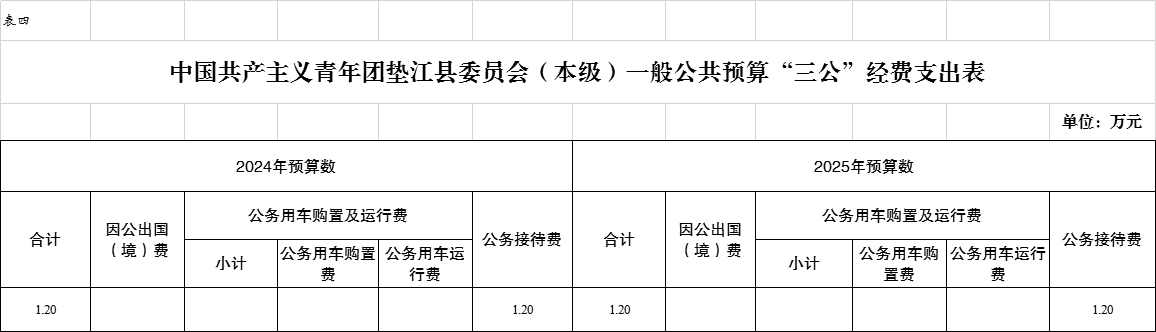 表四
中国共产主义青年团垫江县委员会（本级）一般公共预算“三公”经费支出表
单位：万元
2024年预算数 2025年预算数
合计 因公出国（境）费 公务用车购置及运行费 公务接待费 合计 因公出国（境）费 公务用车购置及运行费 公务接待费
小计 公务用车购置费 公务用车运行费 小计 公务用车购置费 公务用车运行费
1.20 1.20 1.20 1.20